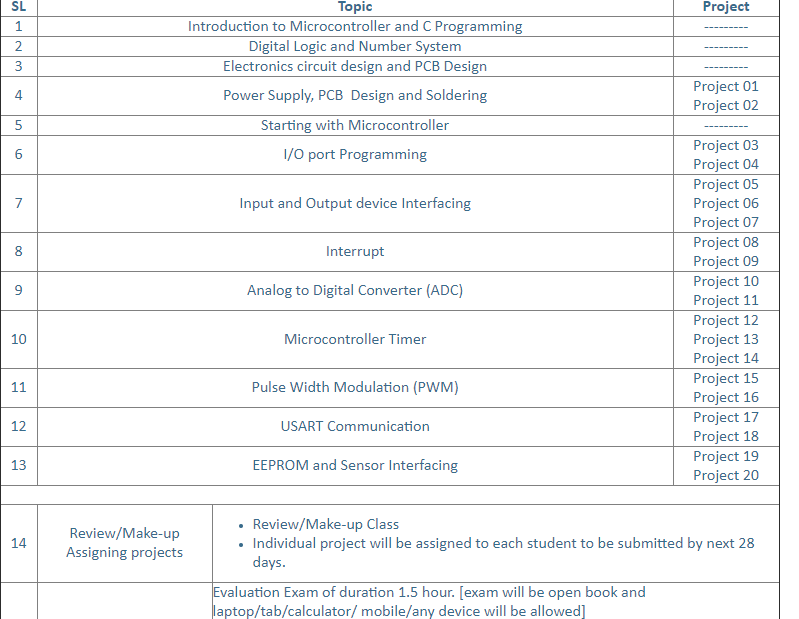 SL Topic Project
1 Introduction to Microcontroller and C Programming ---------
2 Digital Logic and Number System ---------
3 Electronics circuit design and PCB Design ---------
4 Power Supply, PCB  Design and Soldering Project 01
Project 02
5 Starting with Microcontroller ---------
6 I/O port Programming Project 03
Project 04
7 Input and Output device Interfacing Project 05
Project 06
Project 07
8 Interrupt Project 08
Project 09
9 Analog to Digital Converter (ADC) Project 10
Project 11
10 Microcontroller Timer Project 12
Project 13
Project 14
11 Pulse Width Modulation (PWM) Project 15
Project 16
12 USART Communication Project 17
Project 18
13 EEPROM and Sensor Interfacing Project 19
Project 20
14 Review/Make-up
Assigning projects
• Review/Make-up Class
• Individual project will be assigned to each student to be submitted by next 28
days.
Evaluation Exam of duration 1.5 hour. [exam will be open book and
laptop/tab/calculator/ mobile/any device will be allowed]